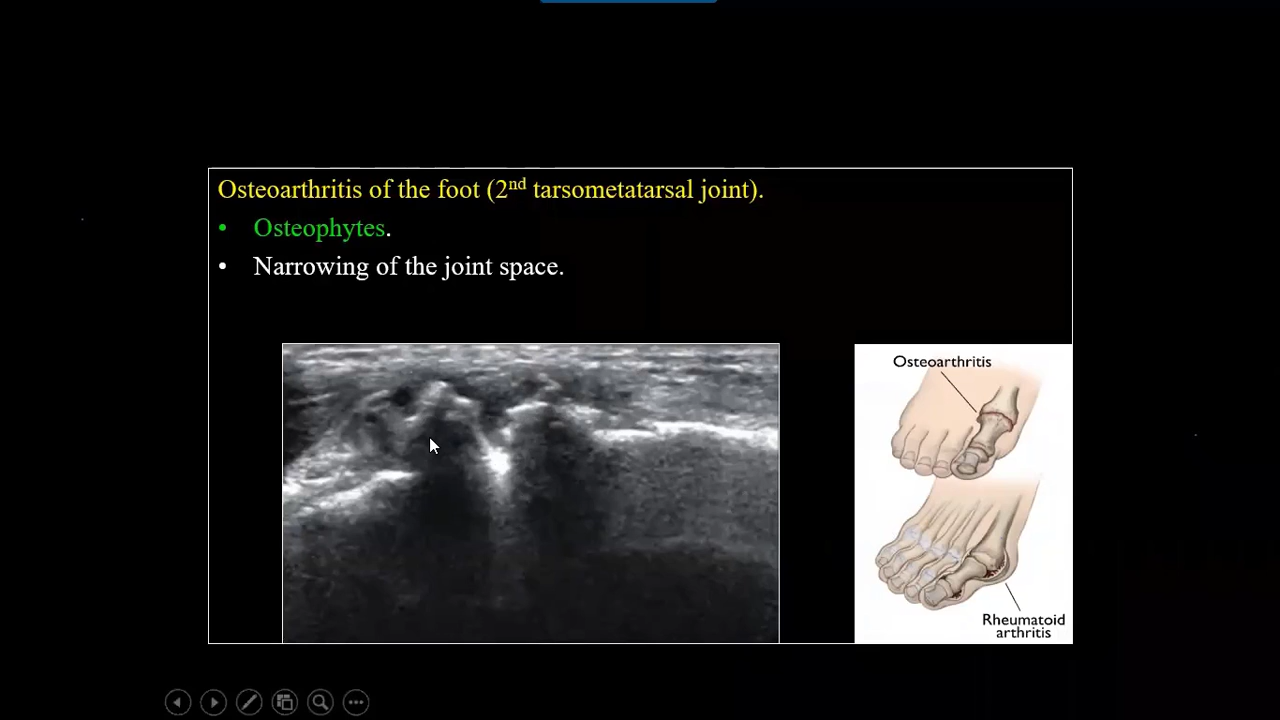 Osteoarthritis of the foot (2nd tarsometatarsal joint).
• Osteophytes.
• Narrowing of the joint space.
Osteoarthritis
Rheumatoid
arthritis